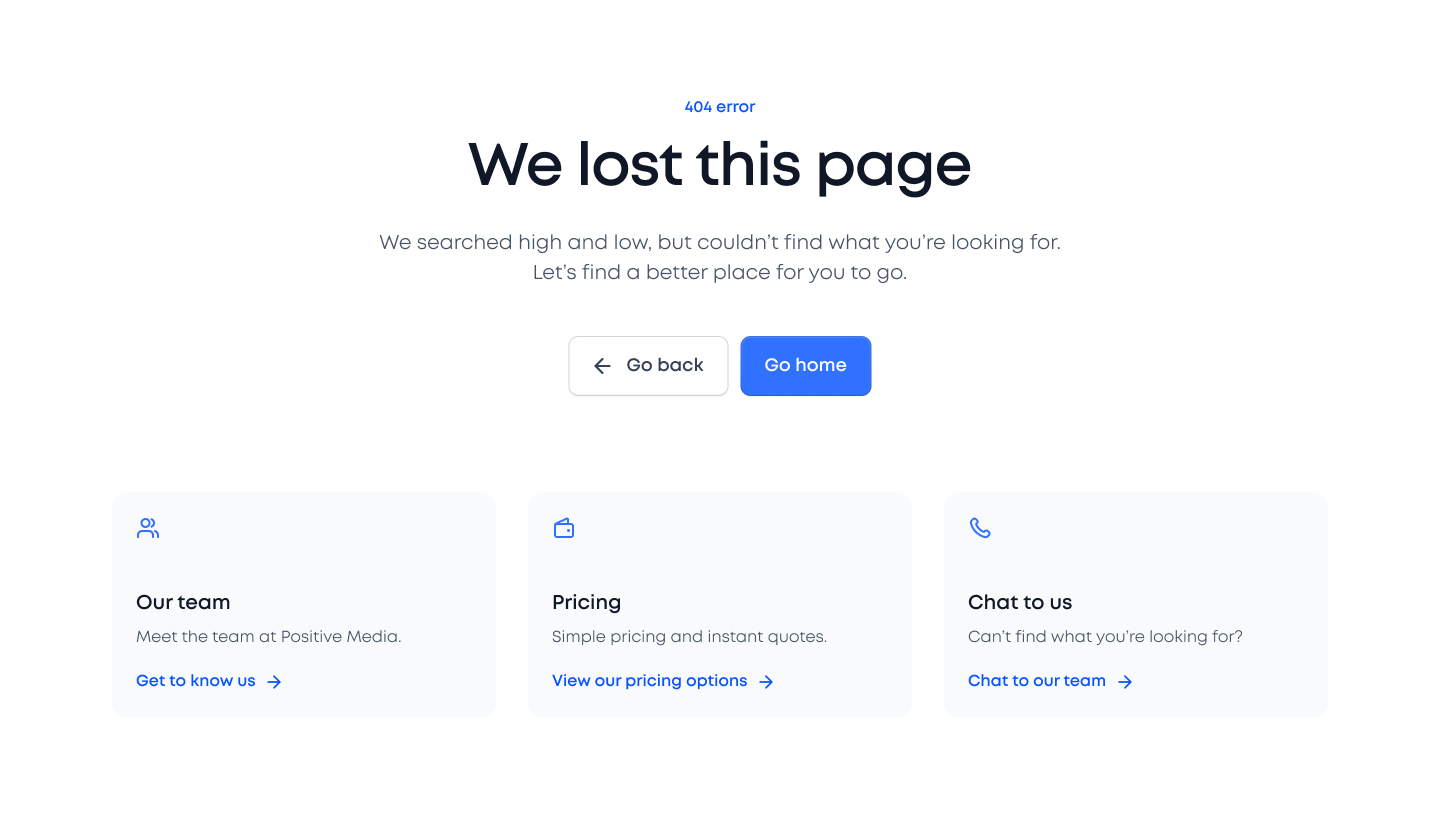 404 error
We lost this page
We searched high and low, but couldn’t find what you’re looking for.
Let’s find a better place for you to go.
Go back
Go home
Our team
Meet the team at Positive Media.
Get to know us
Pricing
Simple pricing and instant quotes.
View our pricing options
Chat to us
Can’t find what you’re looking for?
Chat to our team